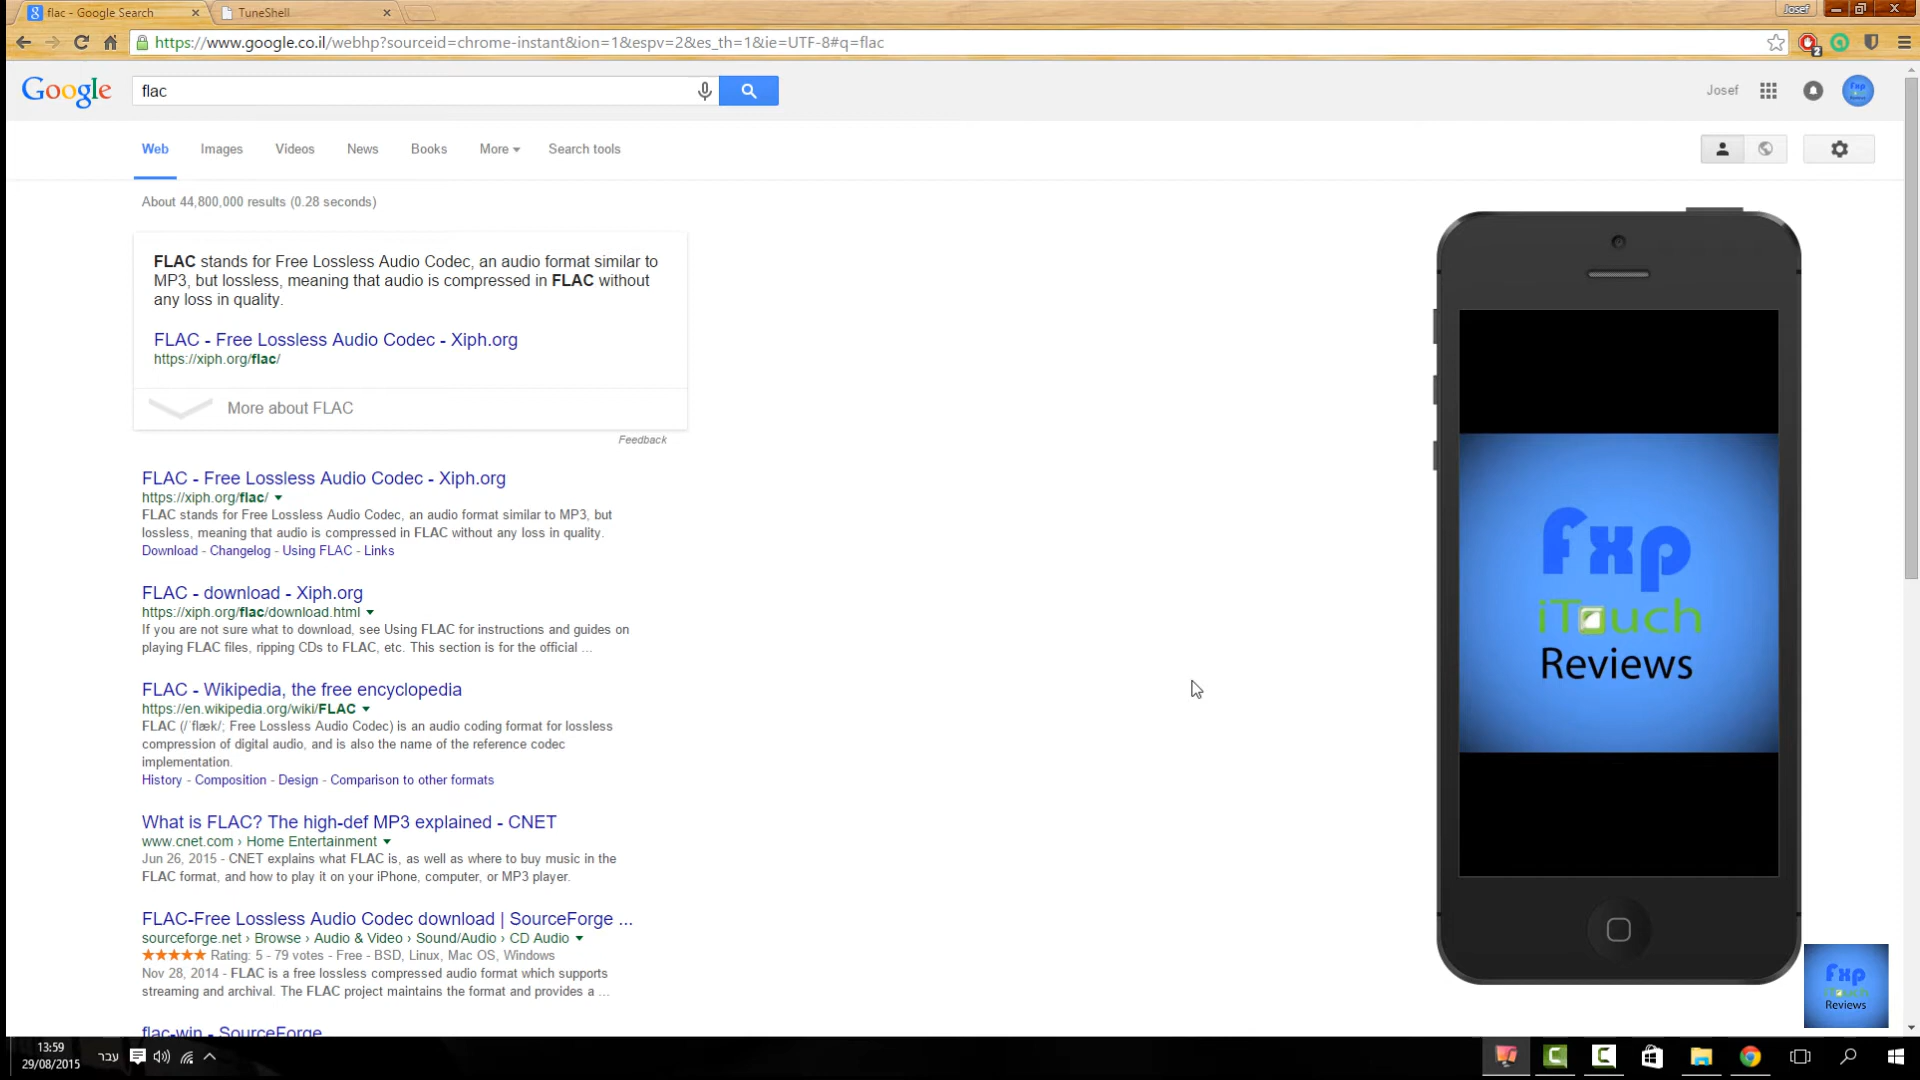 flac - Google Search
TuneShell
Josef
https://www.google.co.il/webhp?sourceid=chrome-instant&ion=1&espv=2&es_th=1&ie=UTF-8#q=flac
2
Google
flac
Josef
fxp
Web
Images
Videos
News
Books
More
Search tools
About 44,800,000 results (0.28 seconds)
FLAC stands for Free Lossless Audio Codec, an audio format similar to
MP3, but lossless, meaning that audio is compressed in FLAC without
any loss in quality.
FLAC - Free Lossless Audio Codec - Xiph.org
https://xiph.org/flac/
More about FLAC
Feedback
FLAC - Free Lossless Audio Codec - Xiph.org
https://xiph.org/flac/
FLAC stands for Free Lossless Audio Codec, an audio format similar to MP3, but
lossless, meaning that audio is compressed in FLAC without any loss in quality.
Download - Changelog - Using FLAC - Links
FLAC - download - Xiph.org
https://xiph.org/flac/download.html
If you are not sure what to download, see Using FLAC for instructions and guides on
playing FLAC files, ripping CDs to FLAC, etc. This section is for the official ...
FLAC - Wikipedia, the free encyclopedia
https://en.wikipedia.org/wiki/FLAC
FLAC (/ˈflæk/; Free Lossless Audio Codec) is an audio coding format for lossless
compression of digital audio, and is also the name of the reference codec
implementation.
History - Composition - Design - Comparison to other formats
What is FLAC? The high-def MP3 explained - CNET
www.cnet.com › Home Entertainment
Jun 26, 2015 - CNET explains what FLAC is, as well as where to buy music in the
FLAC format, and how to play it on your iPhone, computer, or MP3 player.
FLAC-Free Lossless Audio Codec download | SourceForge ...
sourceforge.net › Browse › Audio & Video › Sound/Audio › CD Audio
Rating: 5 - 79 votes - Free - BSD, Linux, Mac OS, Windows
Nov 28, 2014 - FLAC is a free lossless compressed audio format which supports
streaming and archival. The FLAC project maintains the format and provides a ...
flac-win - SourceForge
fxp
iTouch
Reviews
fxp
iTouch
Reviews
13:59
29/08/2015
עבר